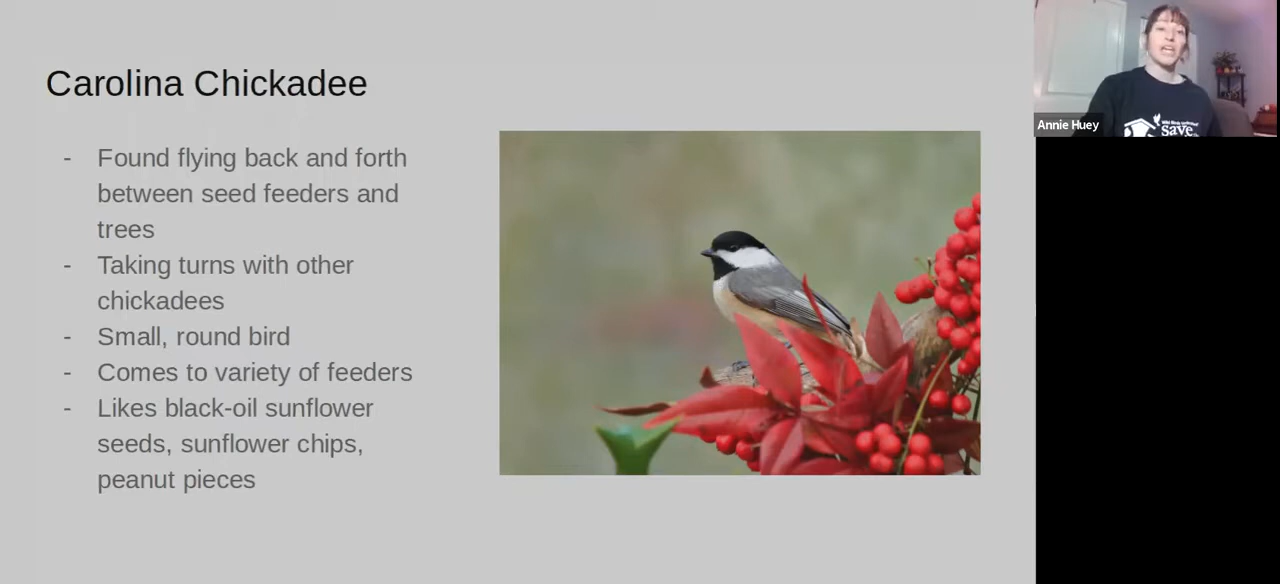 Carolina Chickadee
- Found flying back and forth
between seed feeders and
trees
- Taking turns with other
chickadees
- Small, round bird
- Comes to variety of feeders
- Likes black-oil sunflower
seeds, sunflower chips,
peanut pieces
Annie Huey
save